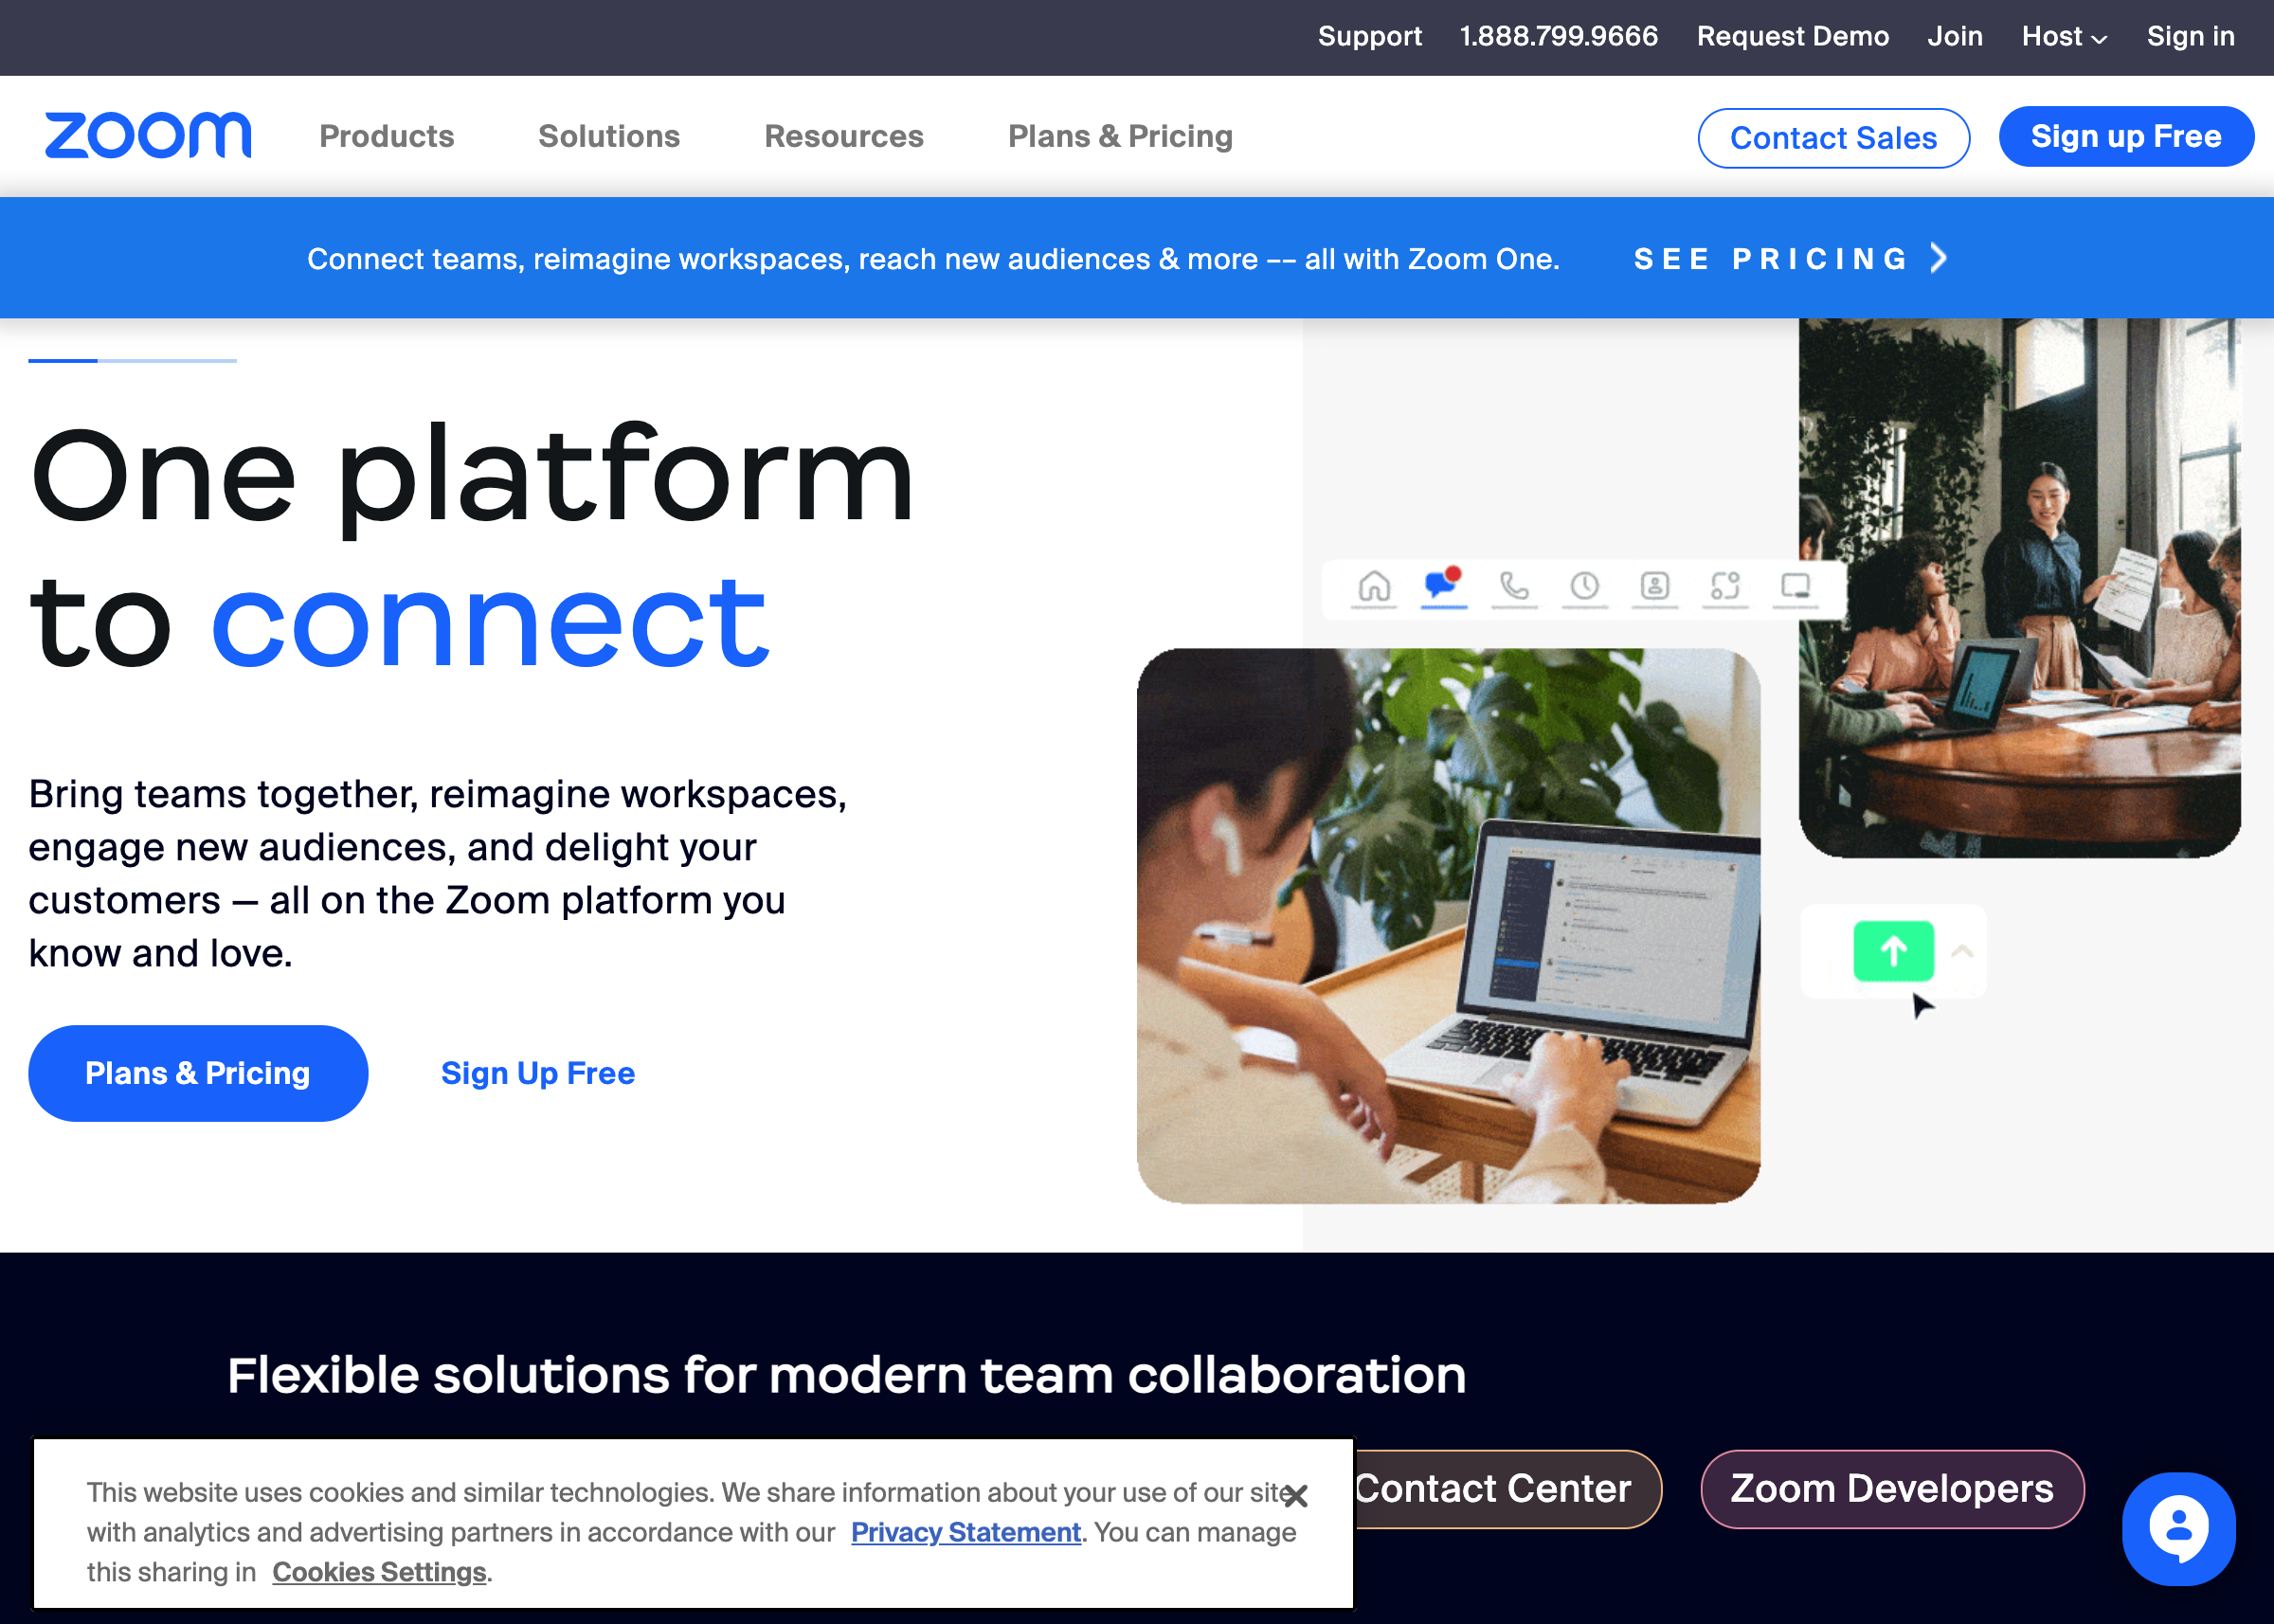 Support 1.888.799.9666 Request Demo Join Host Sign in
zoom Products Solutions Resources Plans & Pricing Contact Sales Sign up Free
Connect teams, reimagine workspaces, reach new audiences & more –– all with Zoom One. SEE PRICING
One platform
to connect
Bring teams together, reimagine workspaces,
engage new audiences, and delight your
customers — all on the Zoom platform you
know and love.
Plans & Pricing Sign Up Free
Flexible solutions for modern team collaboration
Contact Center Zoom Developers
This website uses cookies and similar technologies. We share information about your use of our site
with analytics and advertising partners in accordance with our Privacy Statement. You can manage
this sharing in Cookies Settings.